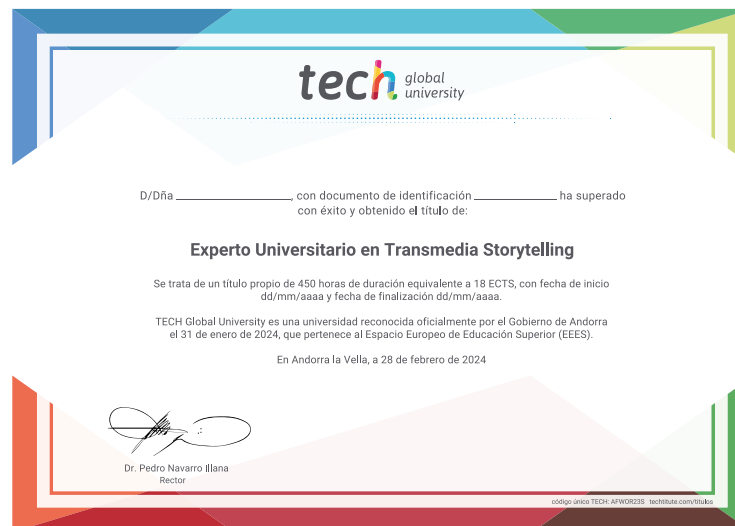 tech global university
D/Dña ____________________, con documento de identificación ______________ ha superado
con éxito y obtenido el título de:
Experto Universitario en Transmedia Storytelling
Se trata de un título propio de 450 horas de duración equivalente a 18 ECTS, con fecha de inicio
dd/mm/aaaa y fecha de finalización dd/mm/aaaa.
TECH Global University es una universidad reconocida oficialmente por el Gobierno de Andorra
el 31 de enero de 2024, que pertenece al Espacio Europeo de Educación Superior (EEES).
En Andorra la Vella, a 28 de febrero de 2024
Dr. Pedro Navarro Illana
Rector
código único TECH: AFWOR23S techtitute.com/titulos